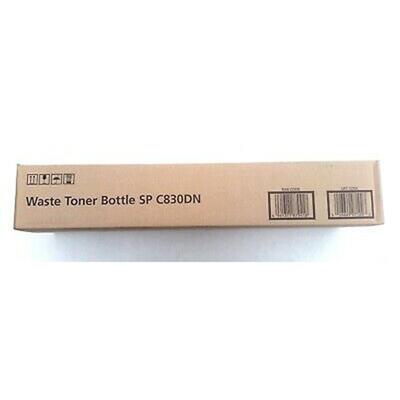 Waste Toner Bottle SP C830DN